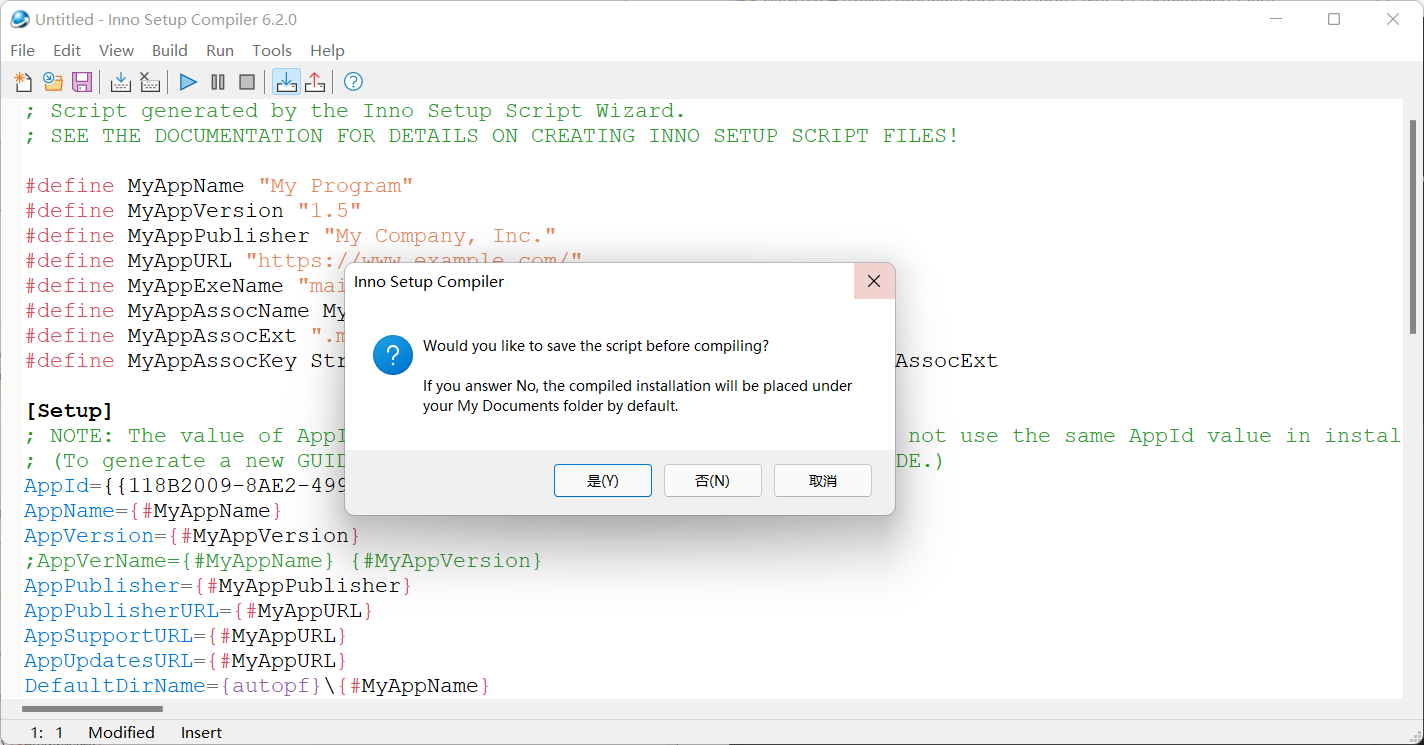 Untitled - Inno Setup Compiler 6.2.0
File Edit View Build Run Tools Help
; Script generated by the Inno Setup Script Wizard.
; SEE THE DOCUMENTATION FOR DETAILS ON CREATING INNO SETUP SCRIPT FILES!
#define MyAppName "My Program"
#define MyAppVersion "1.5"
#define MyAppPublisher "My Company, Inc."
#define MyAppURL "https://www.example.com/"
#define MyAppExeName "mai
#define MyAppAssocName My
#define MyAppAssocExt ".m
#define MyAppAssocKey Str AssocExt
Inno Setup Compiler
Would you like to save the script before compiling?
If you answer No, the compiled installation will be placed under
your My Documents folder by default.
是(Y) 否(N) 取消
[Setup]
; NOTE: The value of AppI not use the same AppId value in instal
; (To generate a new GUID DE.)
AppId={{118B2009-8AE2-499
AppName={#MyAppName}
AppVersion={#MyAppVersion}
;AppVerName={#MyAppName} {#MyAppVersion}
AppPublisher={#MyAppPublisher}
AppPublisherURL={#MyAppURL}
AppSupportURL={#MyAppURL}
AppUpdatesURL={#MyAppURL}
DefaultDirName={autopf}\{#MyAppName}
1: 1 Modified Insert